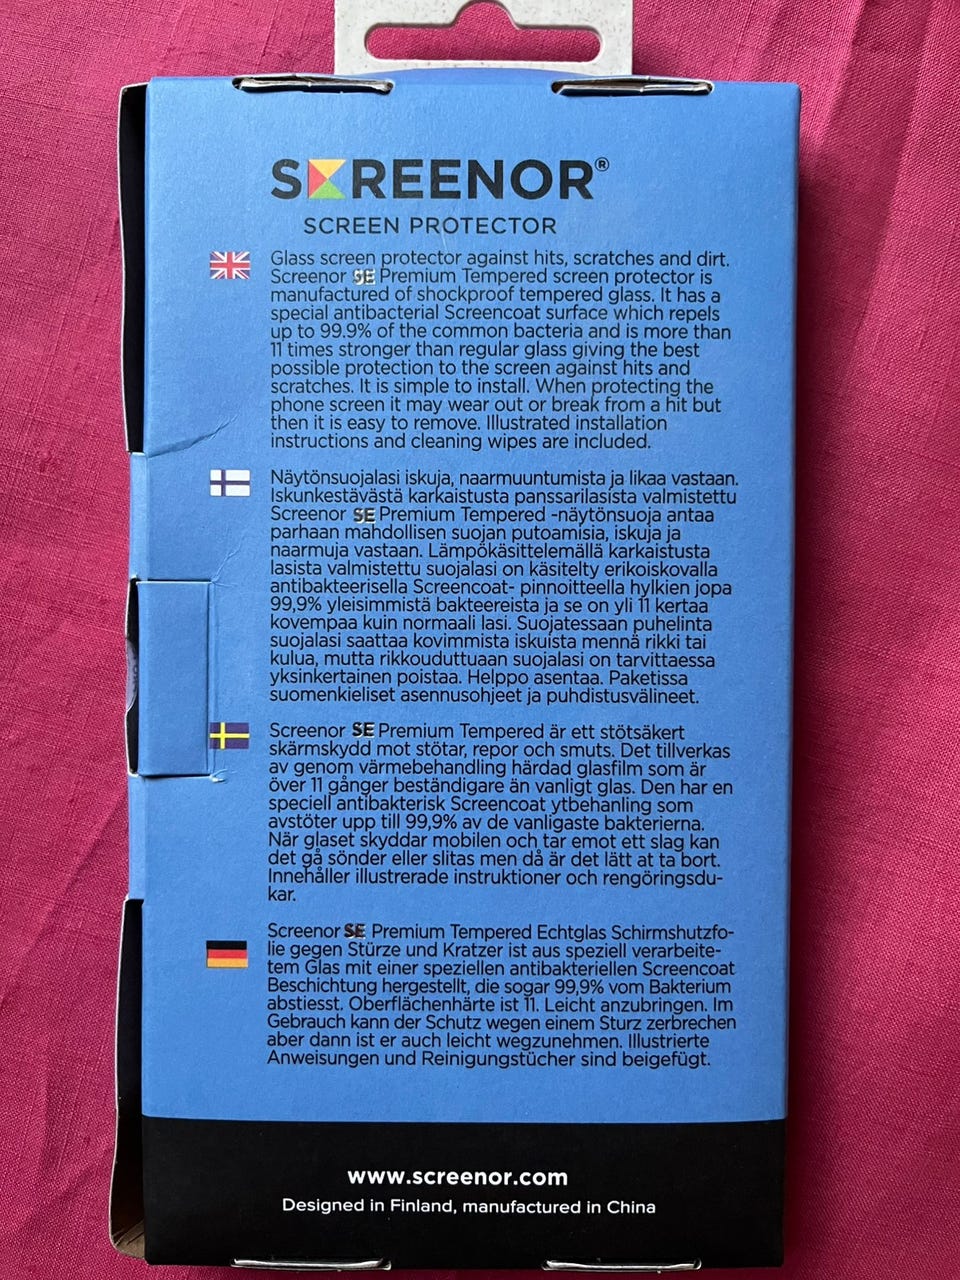 SCREENOR®
SCREEN PROTECTOR
Glass screen protector against hits, scratches and dirt.
Screenor SE Premium Tempered screen protector is
manufactured of shockproof tempered glass. It has a
special antibacterial Screencoat surface which repels
up to 99.9% of the common bacteria and is more than
11 times stronger than regular glass giving the best
possible protection to the screen against hits and
scratches. It is simple to install. When protecting the
phone screen it may wear out or break from a hit but
then it is easy to remove. Illustrated installation
instructions and cleaning wipes are included.
Näytönsuojalasi iskuja, naarmuuntumista ja likaa vastaan.
Iskunkestävästä karkaistusta panssarilasista valmistettu
Screenor SE Premium Tempered -näytönsuoja antaa
parhaan mahdollisen suojan putoamisia, iskuja ja
naarmuja vastaan. Lämpökäsittelemällä karkaistusta
lasista valmistettu suojalasi on käsitelty erikoiskovalla
antibakteerisella Screencoat- pinnoitteella hylkien jopa
99,9% yleisimmistä bakteereista ja se on yli 11 kertaa
kovempaa kuin normaali lasi. Suojatessaan puhelinta
suojalasi saattaa kovimmista iskuista mennä rikki tai
kulua, mutta rikkouduttuaan suojalasi on tarvittaessa
yksinkertainen poistaa. Helppo asentaa. Paketissa
suomenkieliset asennusohjeet ja puhdistusvälineet.
Screenor SE Premium Tempered är ett stötsäkert
skärmskydd mot stötar, repor och smuts. Det tillverkas
av genom värmebehandling härdad glasfilm som är
över 11 gånger beständigare än vanligt glas. Den har en
speciell antibakterisk Screencoat ytbehanling som
avstöter upp till 99,9% av de vanligaste bakterierna.
När glaset skyddar mobilen och tar emot ett slag kan
det gå sönder eller slitas men då är det lätt at ta bort.
Innehåller illustrerade instruktioner och rengöringsdu-
kar.
Screenor SE Premium Tempered Echtglas Schirmshutzfo-
lie gegen Stürze und Kratzer ist aus speziell verarbeite-
tem Glas mit einer speziellen antibakteriellen Screencoat
Beschichtung hergestellt, die sogar 99,9% vom Bakterium
abstiesst. Oberflächenhärte ist 11. Leicht anzubringen. Im
Gebrauch kann der Schutz wegen einem Sturz zerbrechen
aber dann ist er auch leicht wegzunehmen. Illustrierte
Anweisungen und Reinigungstücher sind beigefügt.
www.screenor.com
Designed in Finland, manufactured in China